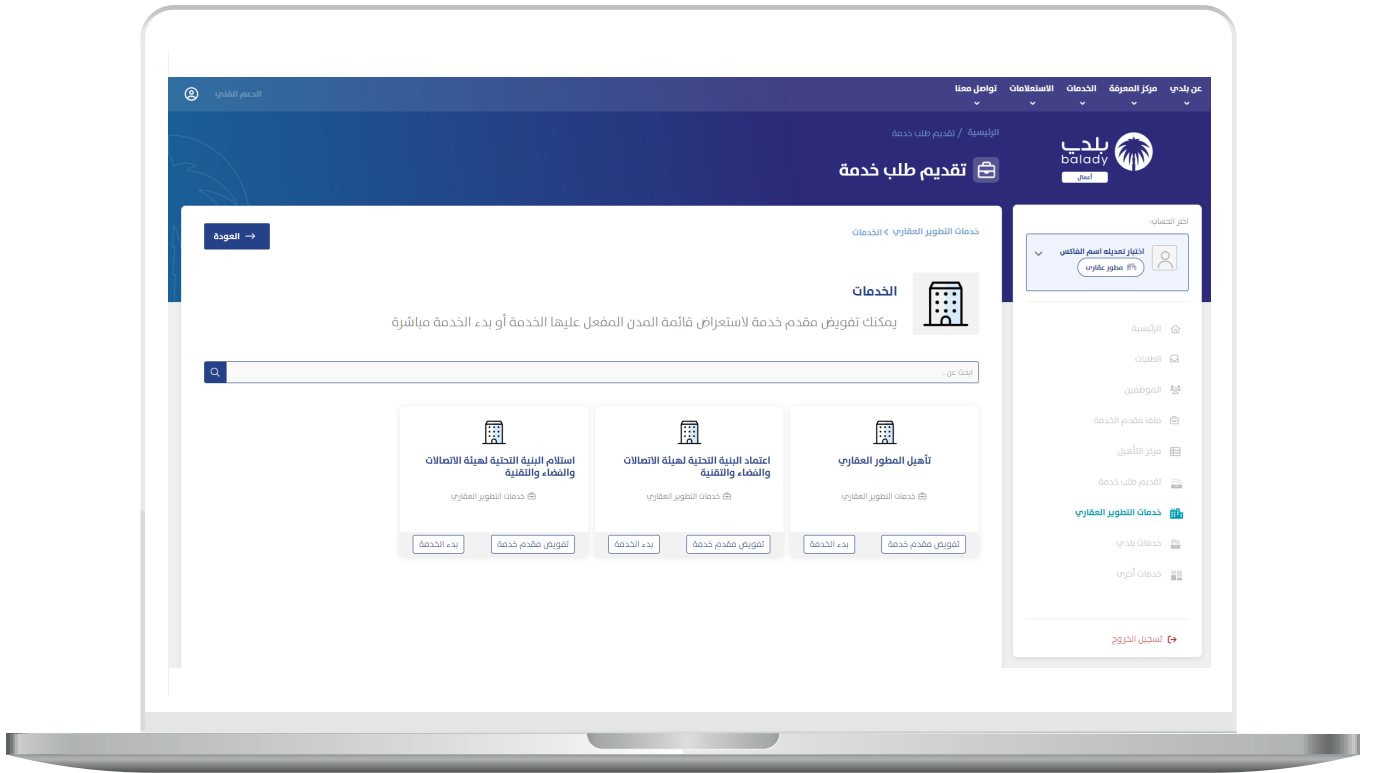 عن بلدي مركز المعرفة الخدمات الاستعلامات تواصل معنا
الدعم الفني
بلدي
balady
أعمال
الرئيسية / تقديم طلب خدمة
تقديم طلب خدمة
اختر الحساب:
اختبار تعديله اسم الفاكس
مطور عقاري
الرئيسية
الطلبات
الموظفين
ملف مقدم الخدمة
مركز التأهيل
تقديم طلب خدمة
خدمات التطوير العقاري
خدمات بلدي
خدمات أخرى
تسجيل الخروج
خدمات التطوير العقاري > الخدمات
→ العودة
الخدمات
يمكنك تفويض مقدم خدمة لاستعراض قائمة المدن المفعل عليها الخدمة أو بدء الخدمة مباشرة
ابحث عن ..
تأهيل المطور العقاري
خدمات التطوير العقاري
تفويض مقدم خدمة
بدء الخدمة
اعتماد البنية التحتية لهيئة الاتصالات
والفضاء والتقنية
خدمات التطوير العقاري
تفويض مقدم خدمة
بدء الخدمة
استلام البنية التحتية لهيئة الاتصالات
والفضاء والتقنية
خدمات التطوير العقاري
تفويض مقدم خدمة
بدء الخدمة